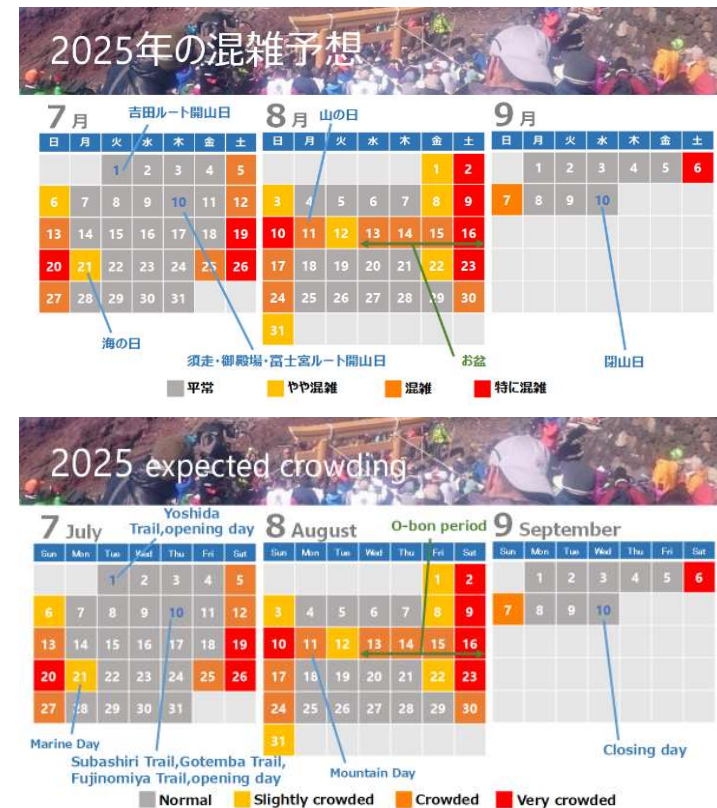 2025年の混雑予想
7月
吉田ルート開山日
8月
山の日
9月
日 月 火 水 木 金 土
日 月 火 水 木 金 土
日 月 火 水 木 金 土
1 2 3 4 5
1 2
1 2 3 4 5 6
6 7 8 9 10 11 12
3 4 5 6 7 8 9
7 8 9 10
13 14 15 16 17 18 19
10 11 12 13 14 15 16
20 21 22 23 24 25 26
17 18 19 20 21 22 23
27 28 29 30 31
24 25 26 27 28 29 30
31
海の日
須走・御殿場・富士宮ルート開山日
お盆
閉山日
平常
やや混雑
混雑
特に混雑
2025 expected crowding
7 July
Yoshida
Trail,opening day
8 August
O-bon period
9 September
Sun Mon Tue Wed Thu Fri Sat
Sun Mon Tue Wed Thu Fri Sat
Sun Mon Tue Wed Thu Fri Sat
1 2 3 4 5
1 2
1 2 3 4 5 6
6 7 8 9 10 11 12
3 4 5 6 7 8 9
7 8 9 10
13 14 15 16 17 18 19
10 11 12 13 14 15 16
20 21 22 23 24 25 26
17 18 19 20 21 22 23
27 28 29 30 31
24 25 26 27 28 29 30
31
Marine Day
Subashiri Trail,Gotemba Trail,
Fujinomiya Trail,opening day
Mountain Day
Closing day
Normal
Slightly crowded
Crowded
Very crowded